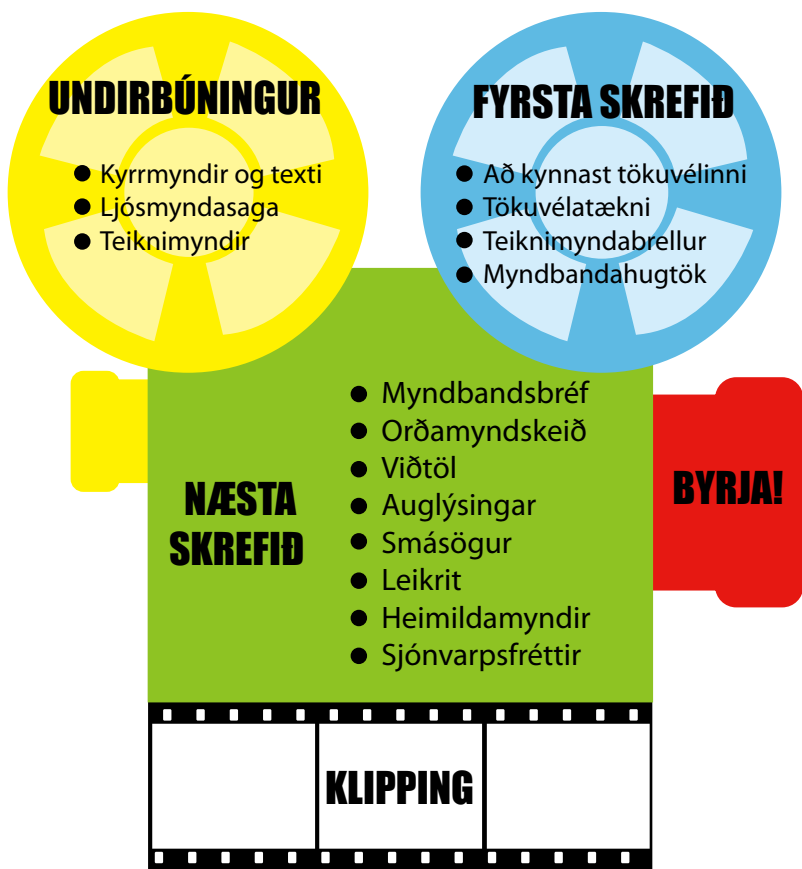 UNDIRBÚNINGUR
● Kyrrmyndir og texti
● Ljósmyndasaga
● Teiknimyndir
FYRSTA SKREFIÐ
● Að kynnast tökuvélinni
● Tökuvélatækni
● Teiknimyndabrellur
● Myndbandahugtök
NÆSTA
SKREFIÐ
● Myndbandsbréf
● Orðamyndskeið
● Viðtöl
● Auglýsingar
● Smásögur
● Leikrit
● Heimildamyndir
● Sjónvarpsfréttir
BYRJA!
KLIPPING